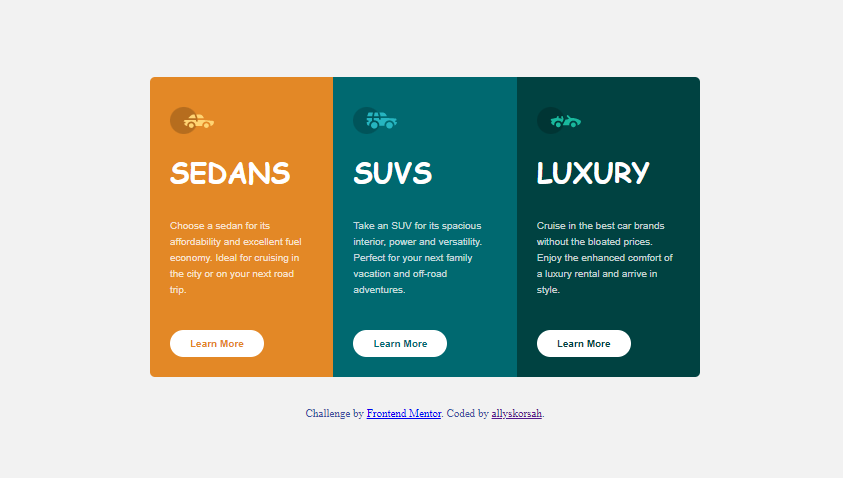 SEDANS
Choose a sedan for its
affordability and excellent fuel
economy. Ideal for cruising in
the city or on your next road
trip.
Learn More
SUVS
Take an SUV for its spacious
interior, power and versatility.
Perfect for your next family
vacation and off-road
adventures.
Learn More
LUXURY
Cruise in the best car brands
without the bloated prices.
Enjoy the enhanced comfort of
a luxury rental and arrive in
style.
Learn More
Challenge by Frontend Mentor. Coded by allyskorsah.